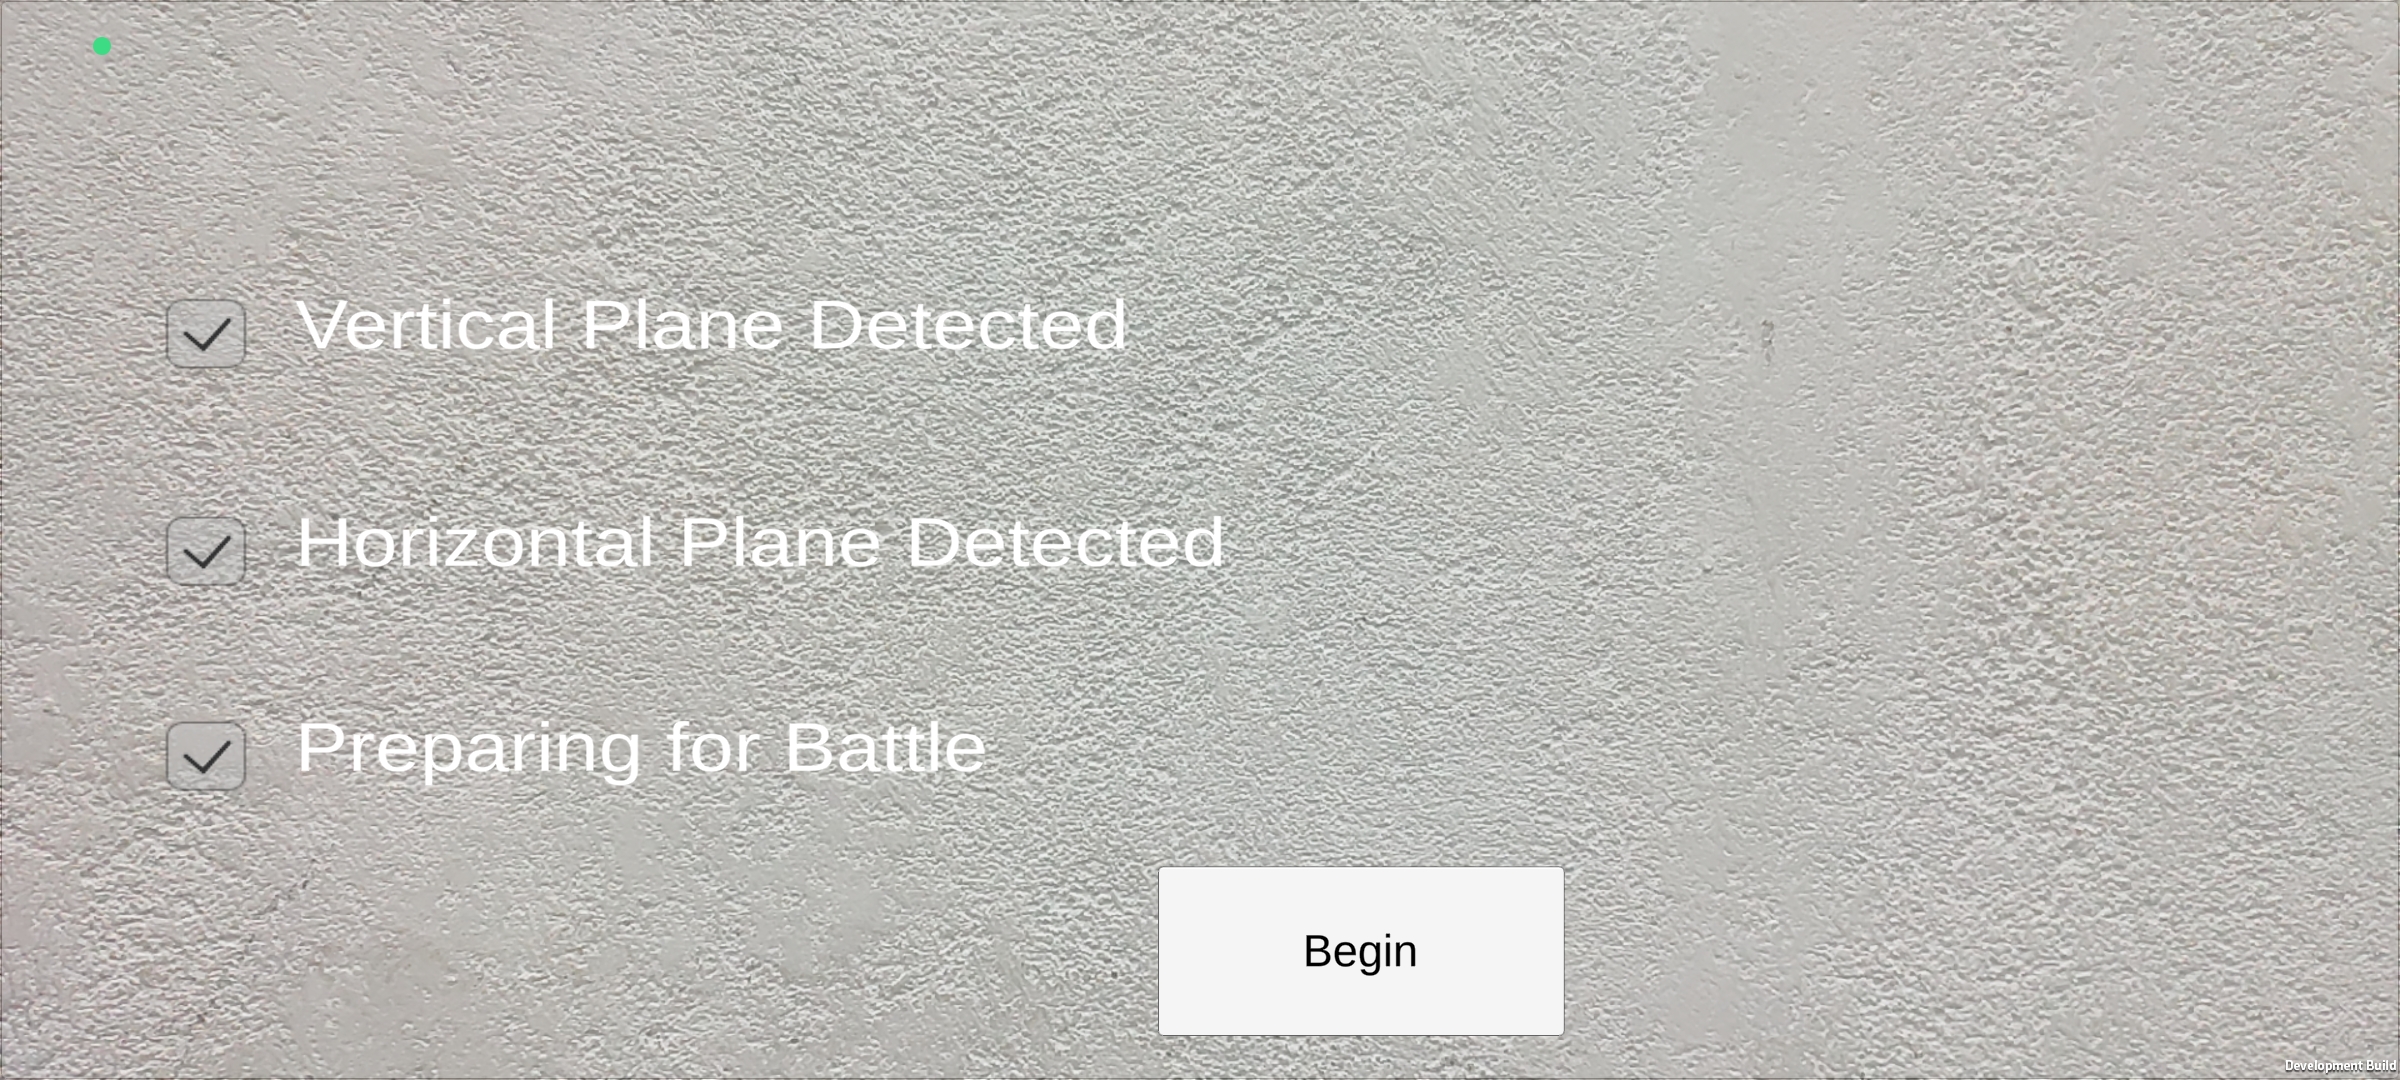 Vertical Plane Detected
Horizontal Plane Detected
Preparing for Battle
Begin
Development Build